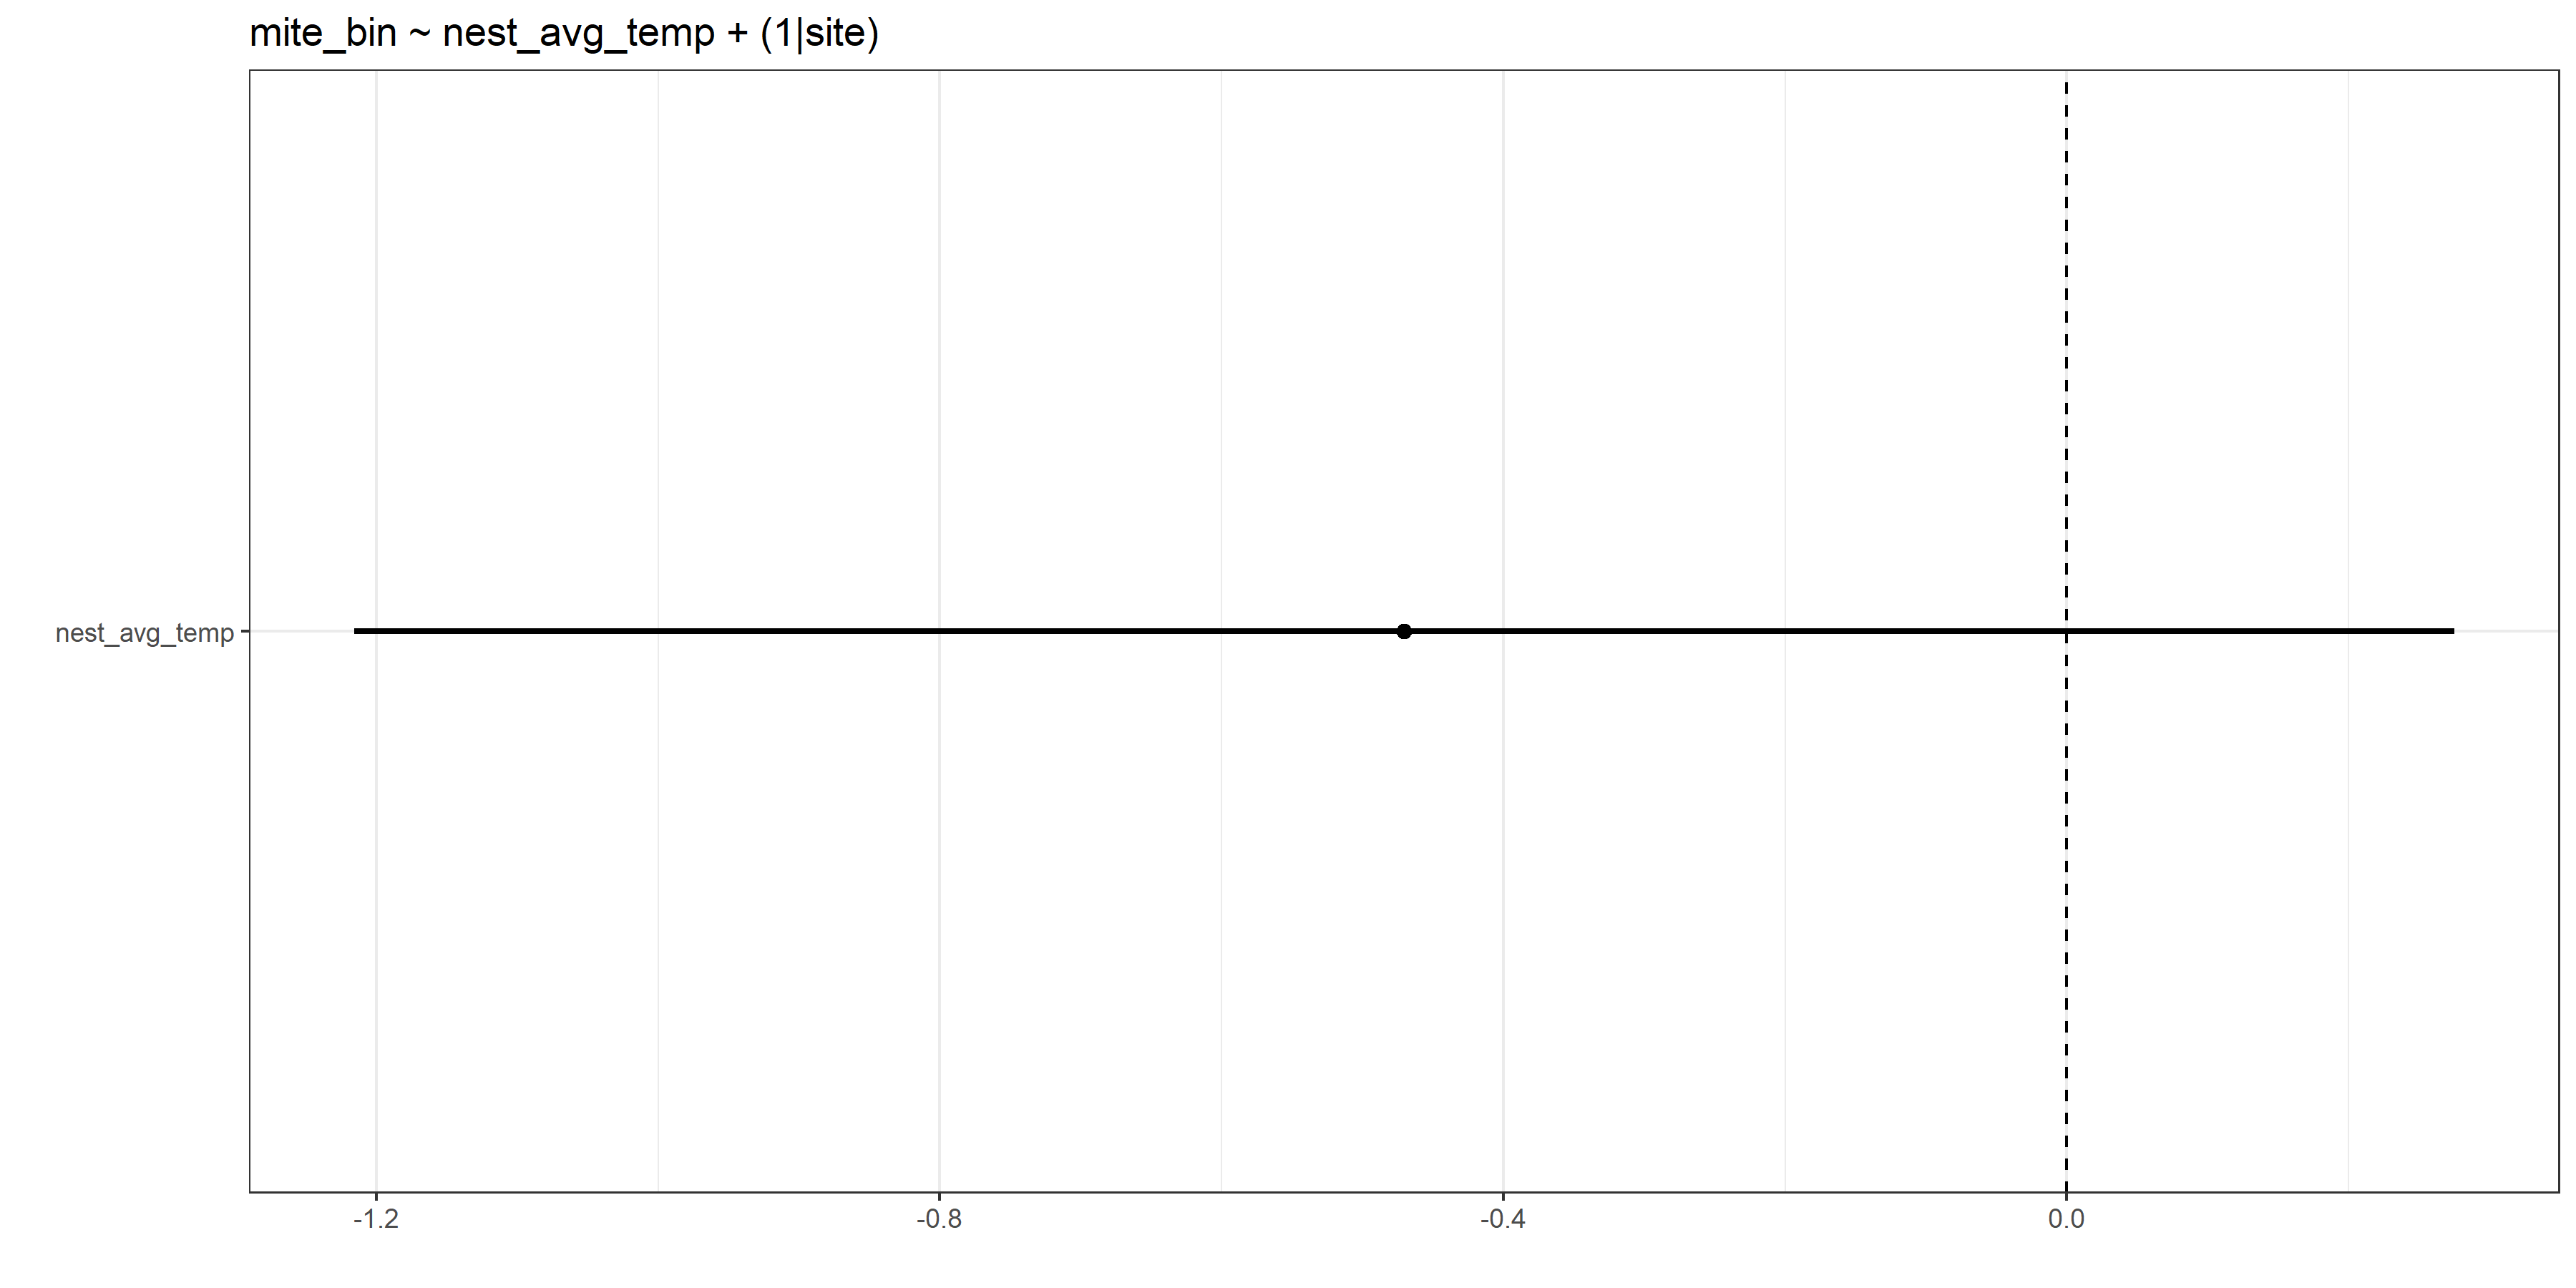 mite_bin ~ nest_avg_temp + (1|site)
nest_avg_temp
-1.2
-0.8
-0.4
0.0